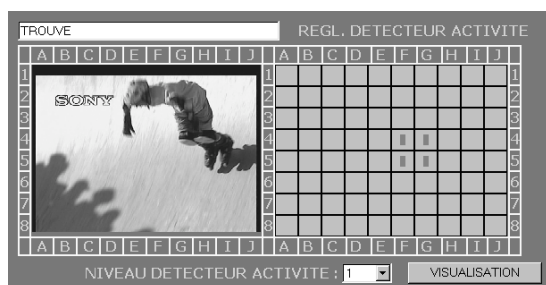 TROUVE
REGL. DETECTEUR ACTIVITE
A B C D E F G H I J A B C D E F G H I J
1 1 1
2 SONY 2 2
3 3 3
4 4 4
5 5 5
6 6 6
7 7 7
8 8 8
A B C D E F G H I J A B C D E F G H I J
NIVEAU DETECTEUR ACTIVITE : 1 VISUALISATION